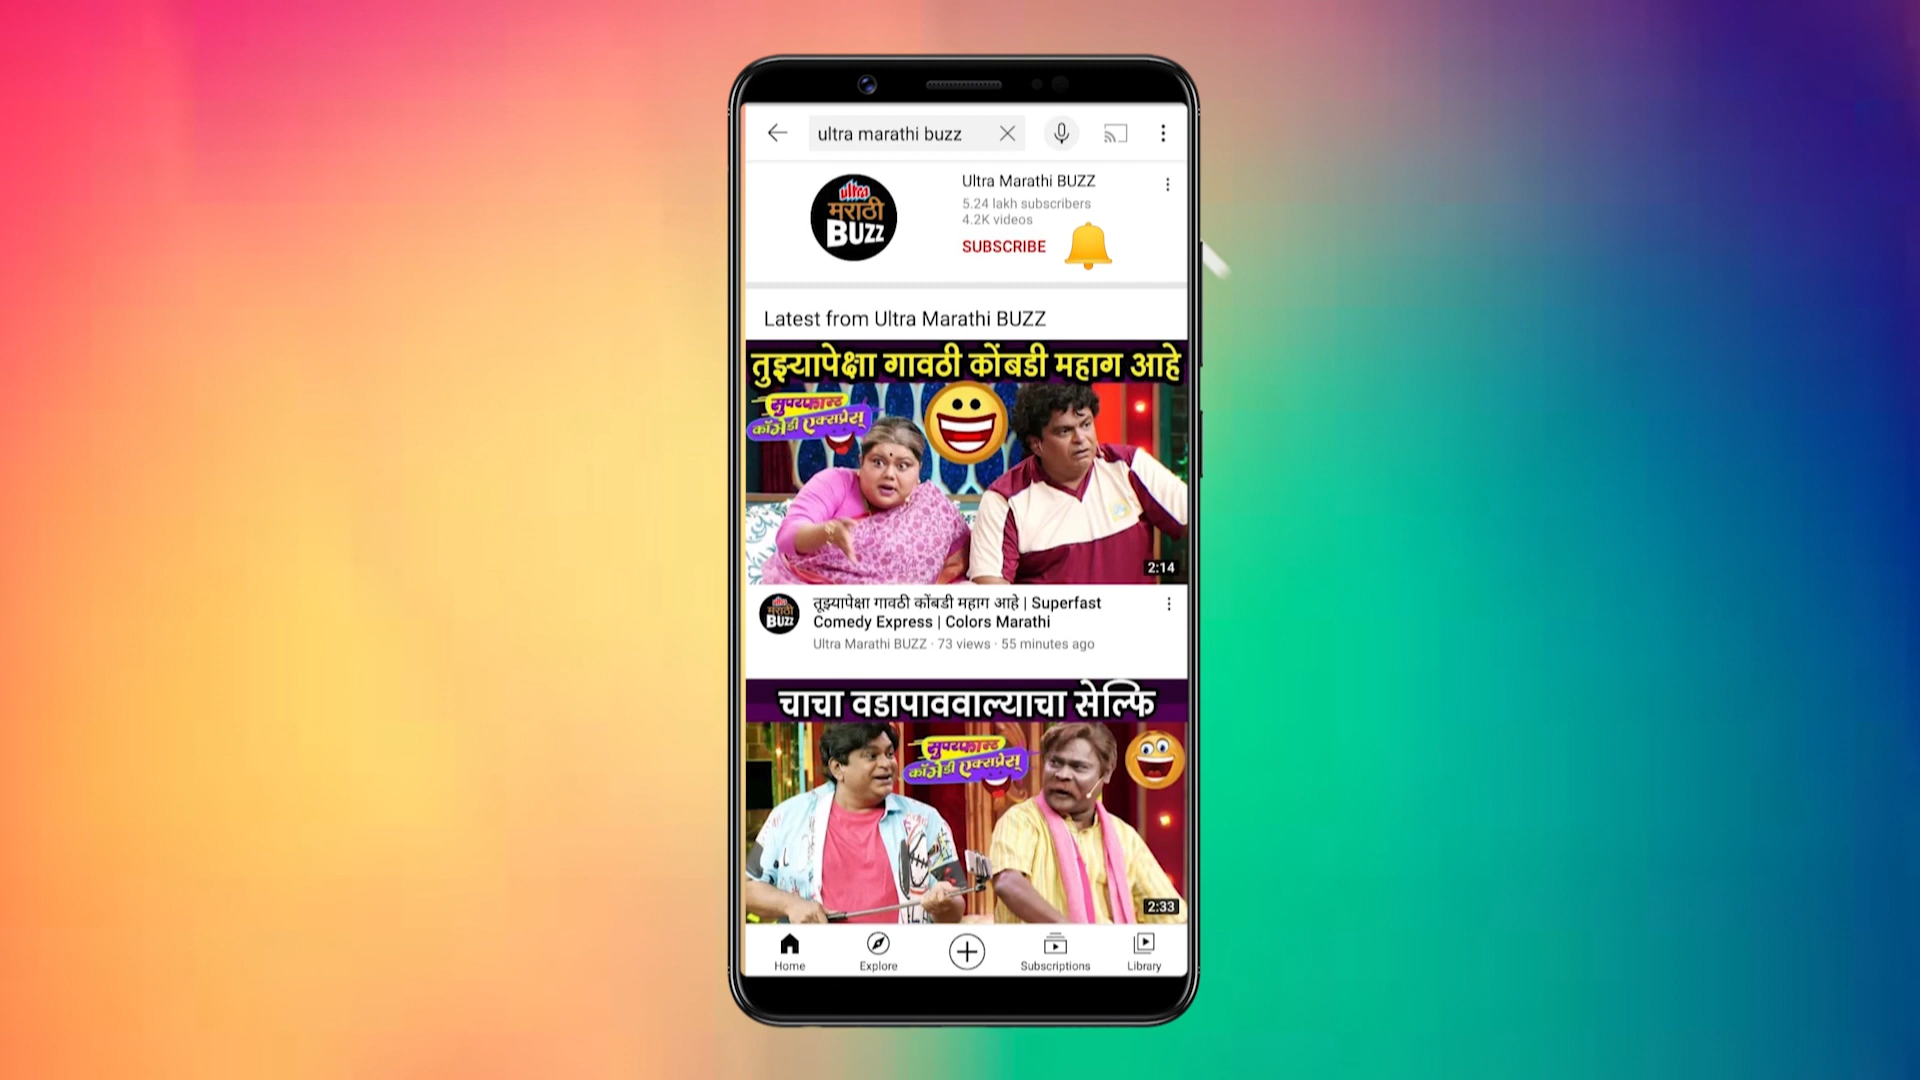 ultra marathi buzz
ultra
मराठी
BUZZ
Ultra Marathi BUZZ
5.24 lakh subscribers
4.2K videos
SUBSCRIBE
Latest from Ultra Marathi BUZZ
तुझ्यापेक्षा गावठी कोंबडी महाग आहे
सुपरफास्ट
कॉमेडी एक्सप्रेस्
2:14
ultra
मराठी
BUZZ
तूझ्यापेक्षा गावठी कोंबडी महाग आहे | Superfast
Comedy Express | Colors Marathi
Ultra Marathi BUZZ · 73 views · 55 minutes ago
चाचा वडापाववाल्याचा सेल्फि
सुपरफास्ट
कॉमेडी एक्सप्रेस्
2:33
Home
Explore
Subscriptions
Library